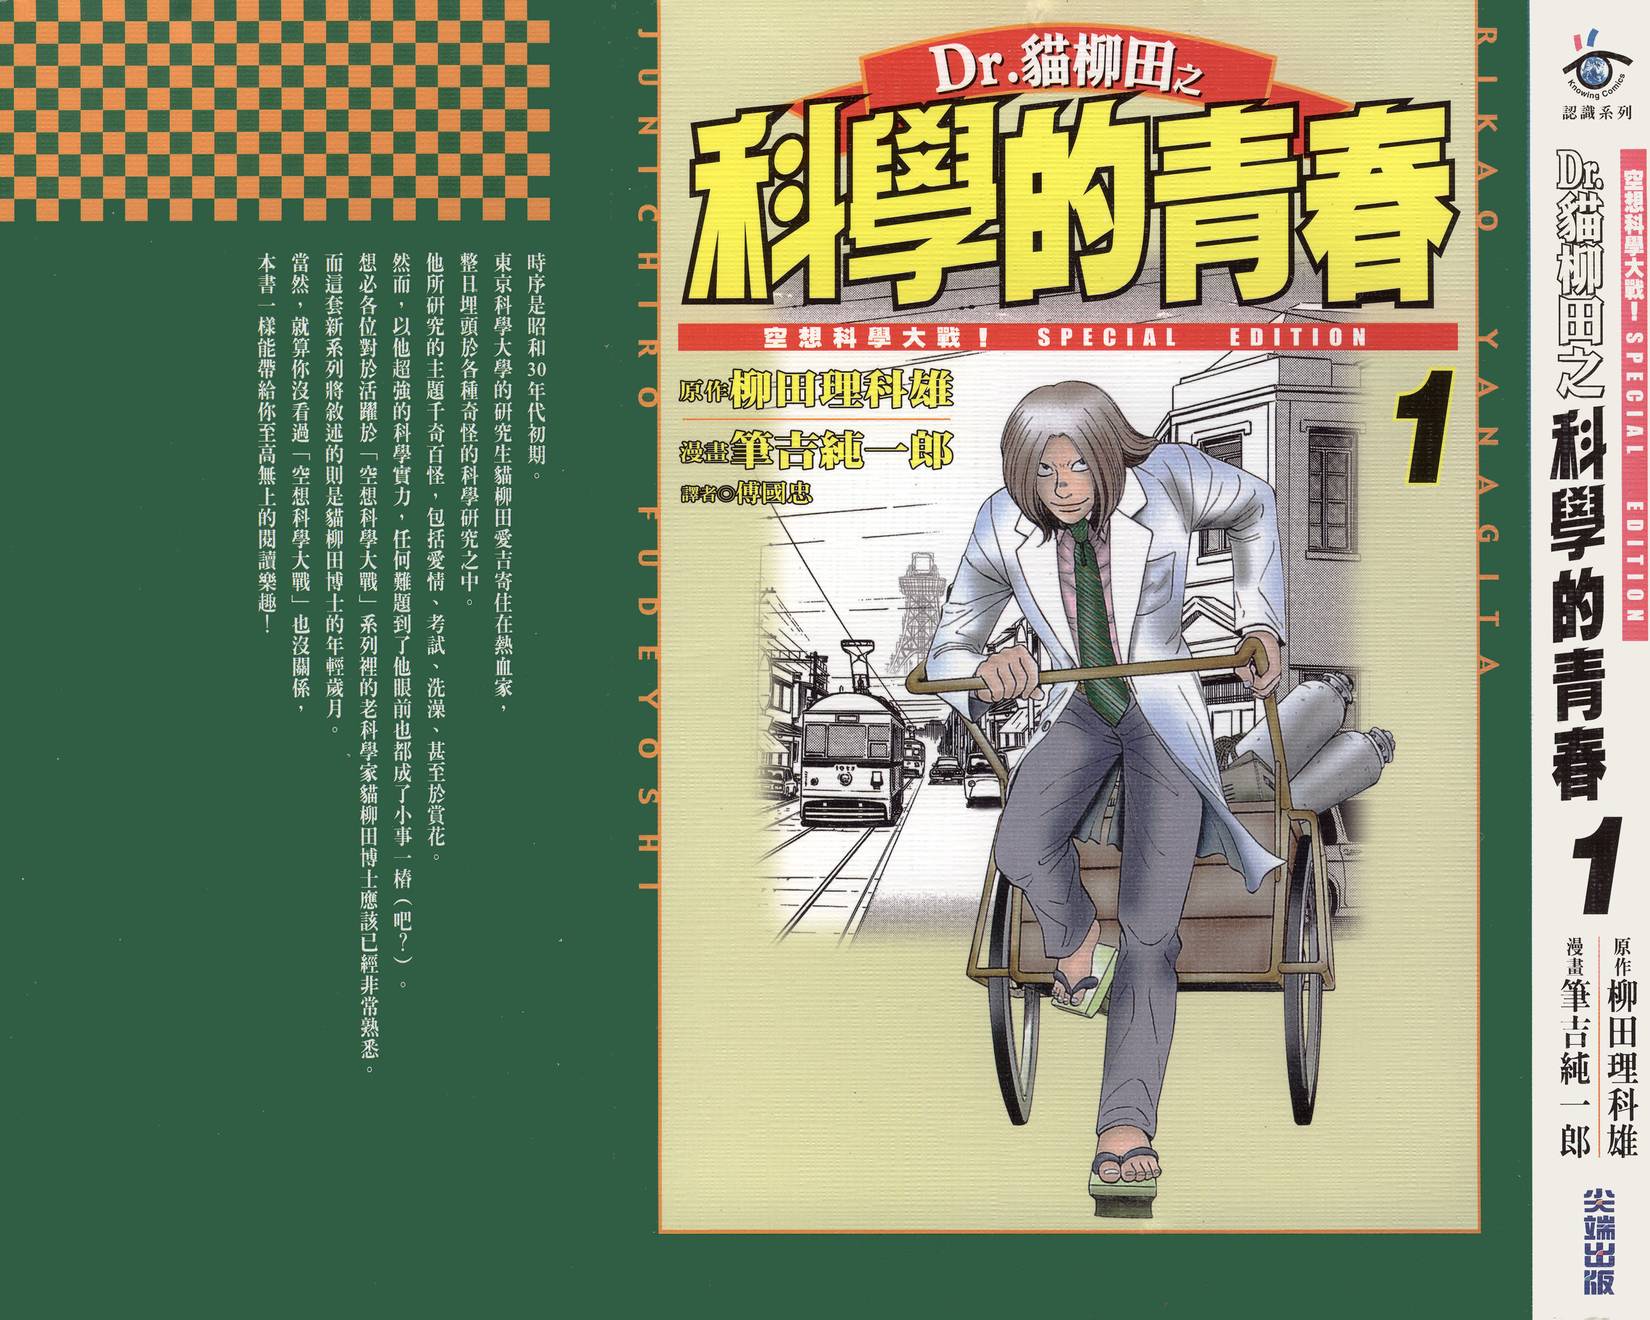 Dr.貓柳田之
科學的青春
空想科學大戰！ SPECIAL EDITION
1
原作 柳田理科雄
漫畫 筆吉純一郎
譯者◎傅國忠
JUNICHIRO FUDEYOSHI
RIKAO YANAGITA
時序是昭和30年代初期。
東京科學大學的研究生貓柳田愛吉寄住在熱血家，
整日埋頭於各種奇怪的科學研究之中。
他所研究的主題千奇百怪，包括愛情、考試、洗澡、甚至於賞花。
然而，以他超強的科學實力，任何難題到了他眼前也都成了小事一樁（吧？）。
想必各位對於活躍於「空想科學大戰」系列裡的老科學家貓柳田博士應該已經非常熟悉。
而這套新系列將敘述的則是貓柳田博士的年輕歲月。
當然，就算你沒看過「空想科學大戰」也沒關係，
本書一樣能帶給你至高無上的閱讀樂趣！
Knowing Comics
認識系列
空想科學大戰！SPECIAL EDITION
Dr.貓柳田之科學的青春
1
原作 柳田理科雄
漫畫 筆吉純一郎
尖端出版